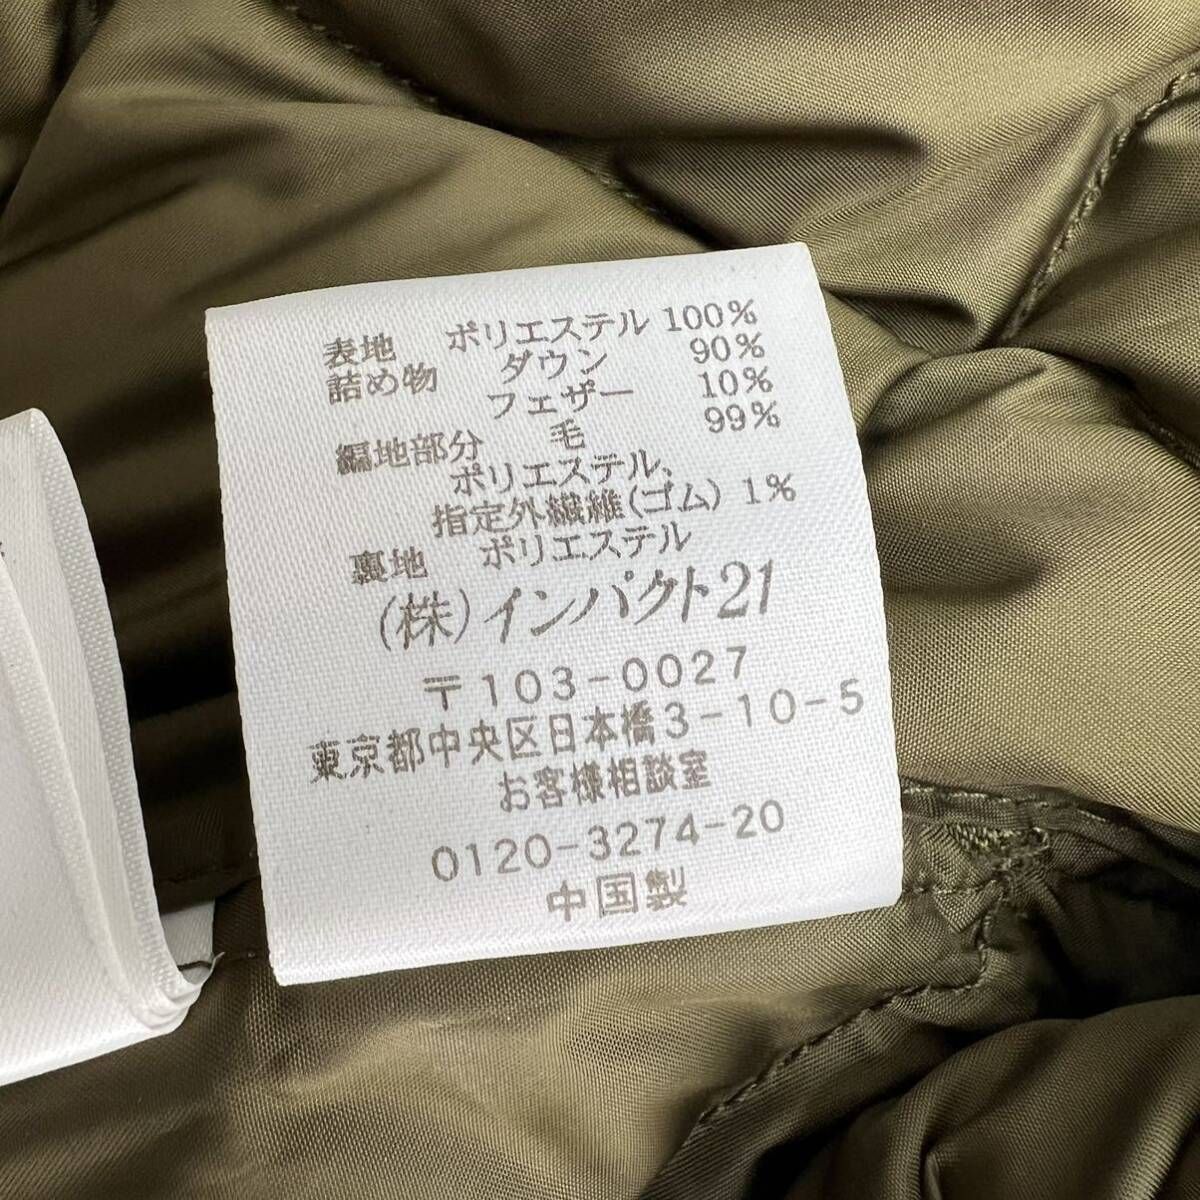 表地 ポリエステル 100%
詰め物 ダウン 90%
フェザー 10%
編地部分 毛 99%
ポリエステル、
指定外繊維(ゴム) 1%
裏地 ポリエステル
(株)インパクト21
〒103-0027
東京都中央区日本橋3-10-5
お客様相談室
0120-3274-20
中国製